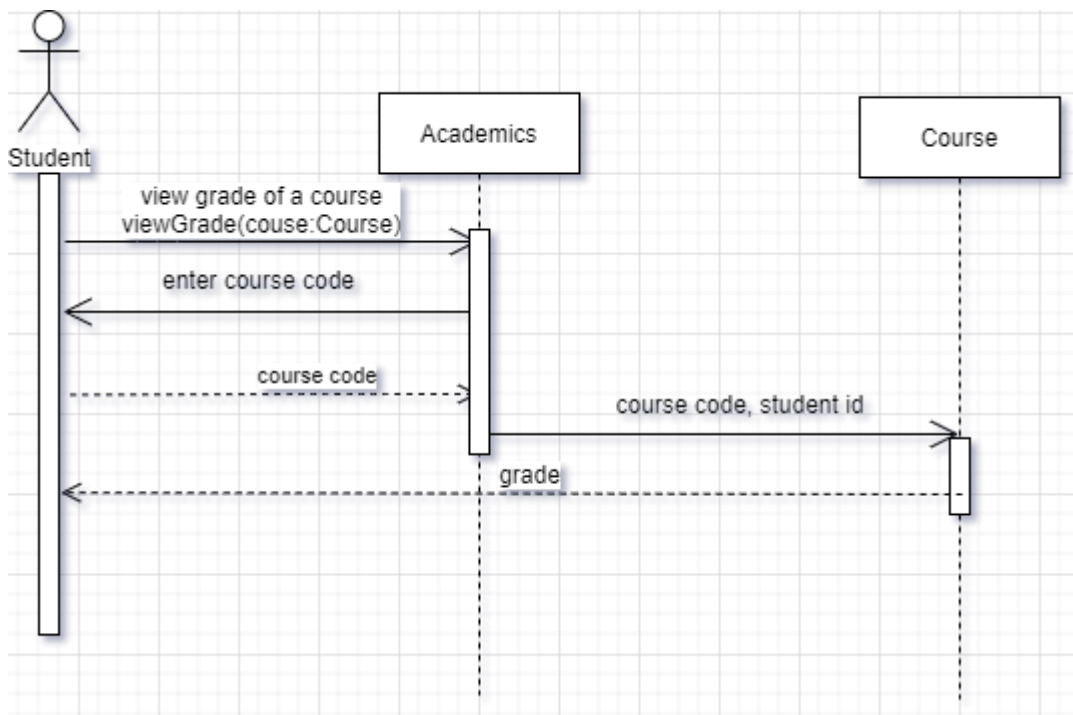 Student
Academics
Course
view grade of a course
viewGrade(couse:Course)
enter course code
course code
course code, student id
grade